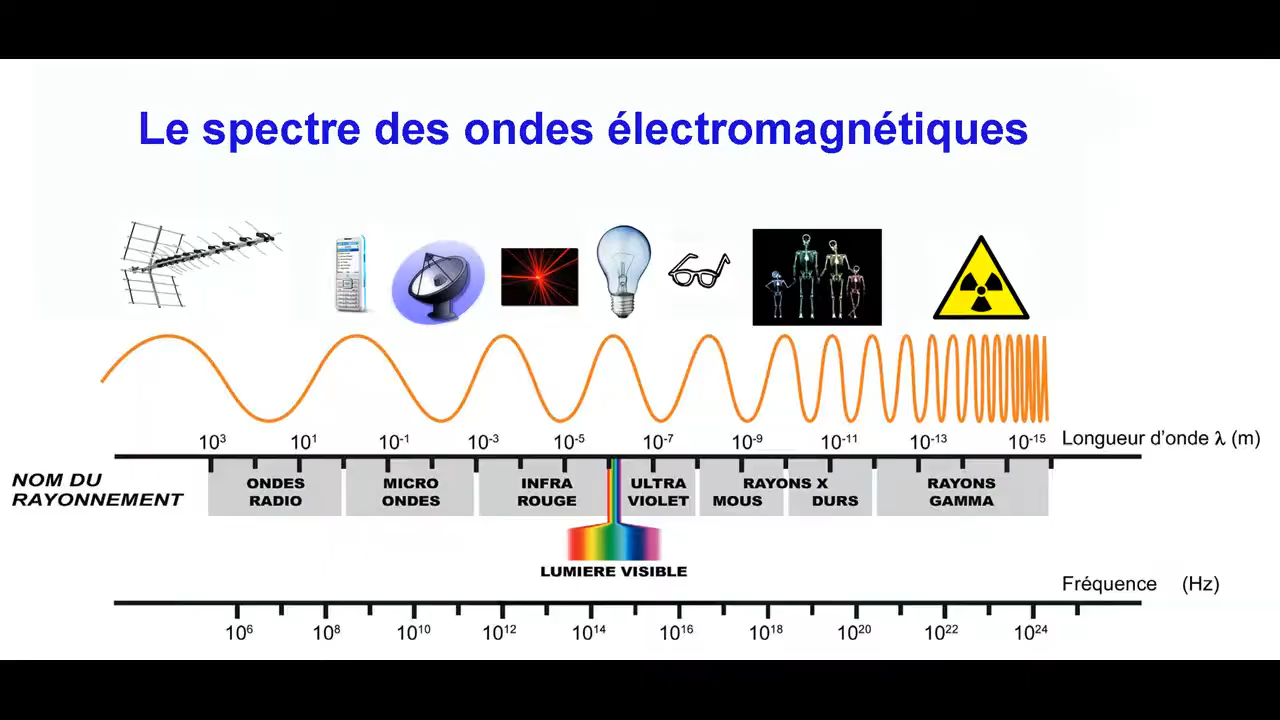 Le spectre des ondes électromagnétiques
10³ 10¹ 10⁻¹ 10⁻³ 10⁻⁵ 10⁻⁷ 10⁻⁹ 10⁻¹¹ 10⁻¹³ 10⁻¹⁵ Longueur d’onde λ (m)
NOM DU
RAYONNEMENT
ONDES
RADIO
MICRO
ONDES
INFRA
ROUGE
ULTRA
VIOLET
RAYONS X
MOUS DURS
RAYONS
GAMMA
LUMIERE VISIBLE
Fréquence (Hz)
10⁶ 10⁸ 10¹⁰ 10¹² 10¹⁴ 10¹⁶ 10¹⁸ 10²⁰ 10²² 10²⁴